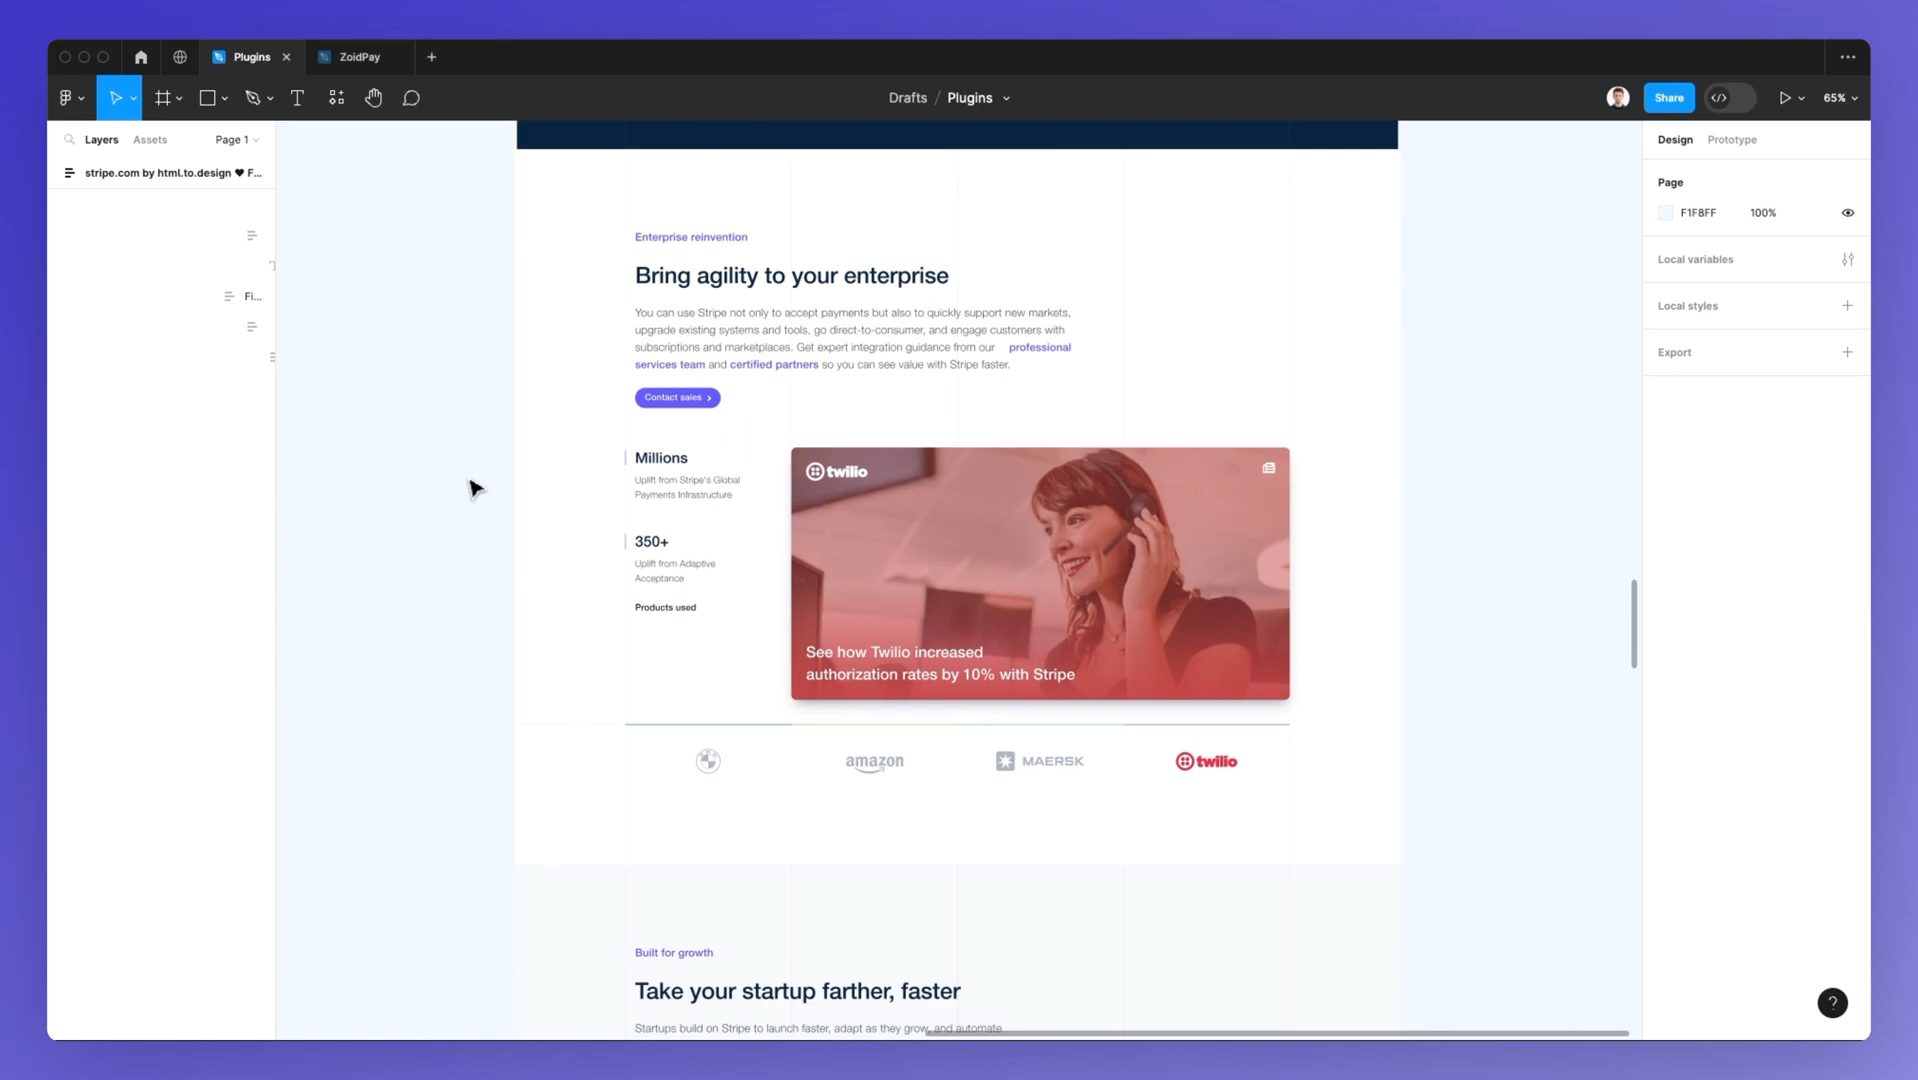 Plugins
ZoidPay
Drafts / Plugins
Share
65%
Layers
Assets
Page 1
stripe.com by html.to.design ♥ F...
Fi...
Design
Prototype
Page
F1F8FF
100%
Local variables
Local styles
Export
Enterprise reinvention
Bring agility to your enterprise
You can use Stripe not only to accept payments but also to quickly support new markets,
upgrade existing systems and tools, go direct-to-consumer, and engage customers with
subscriptions and marketplaces. Get expert integration guidance from our professional
services team and certified partners so you can see value with Stripe faster.
Contact sales
Millions
Uplift from Stripe's Global
Payments Infrastructure
350+
Uplift from Adaptive
Acceptance
Products used
twilio
See how Twilio increased
authorization rates by 10% with Stripe
amazon
MAERSK
twilio
Built for growth
Take your startup farther, faster
Startups build on Stripe to launch faster, adapt as they grow, and automate
?